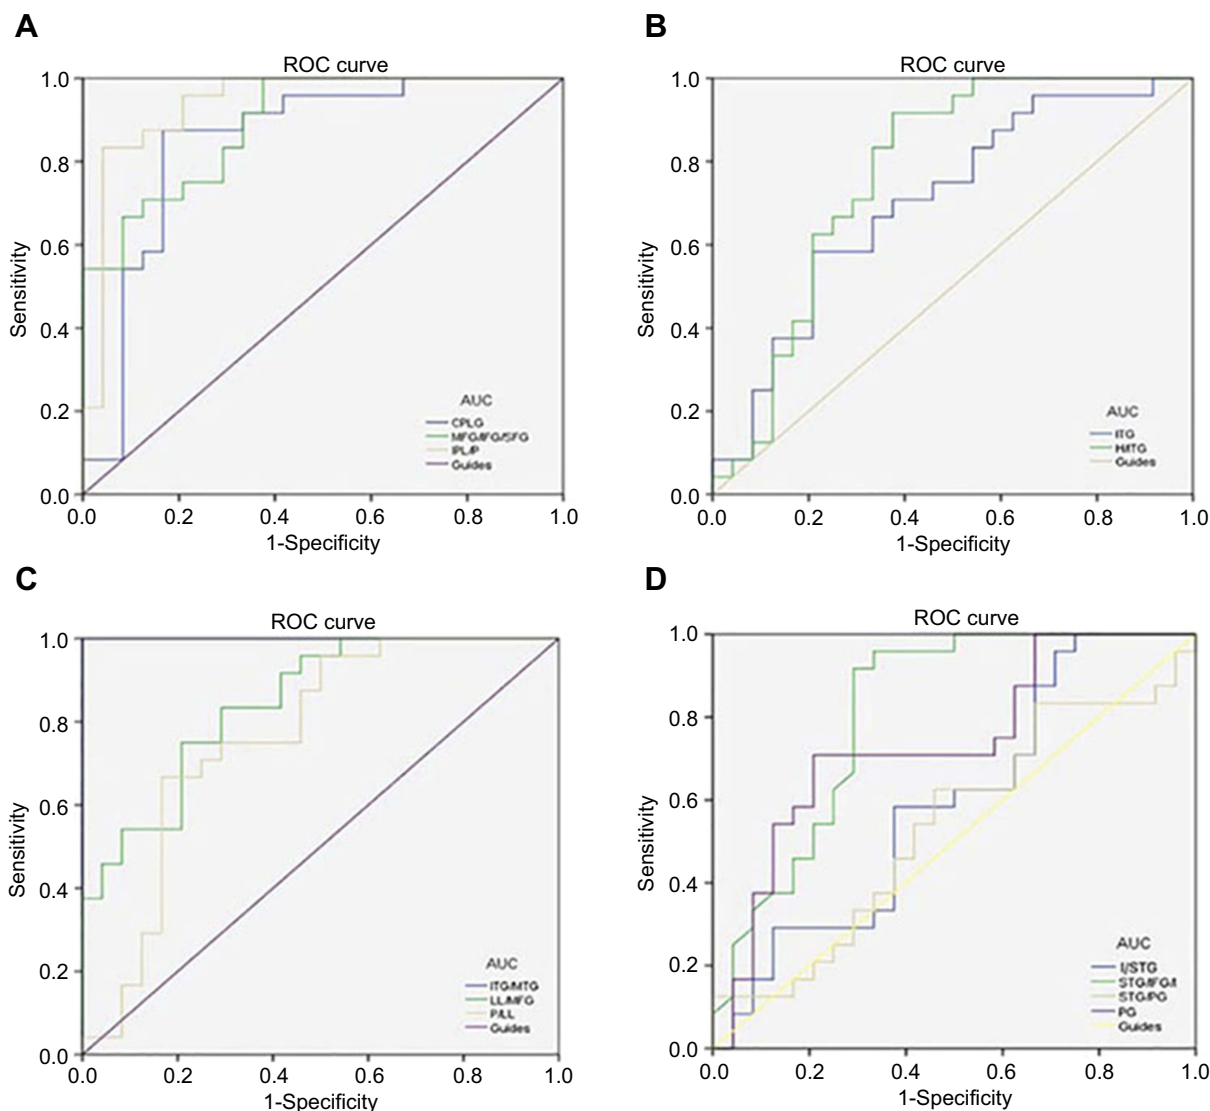 A
ROC curve
1.0
0.8
0.6
0.4
0.2
0.0
Sensitivity
AUC
CPLG
MFG/IFG/SFG
IPL/P
Guides
0.0 0.2 0.4 0.6 0.8 1.0
1-Specificity
B
ROC curve
1.0
0.8
0.6
0.4
0.2
0.0
Sensitivity
AUC
ITG
H/ITG
Guides
0.0 0.2 0.4 0.6 0.8 1.0
1-Specificity
C
ROC curve
1.0
0.8
0.6
0.4
0.2
0.0
Sensitivity
AUC
ITG/MTG
LL/MFG
P/LL
Guides
0.0 0.2 0.4 0.6 0.8 1.0
1-Specificity
D
ROC curve
1.0
0.8
0.6
0.4
0.2
0.0
Sensitivity
AUC
I/STG
STG/IFG/I
STG/PG
PG
Guides
0.0 0.2 0.4 0.6 0.8 1.0
1-Specificity